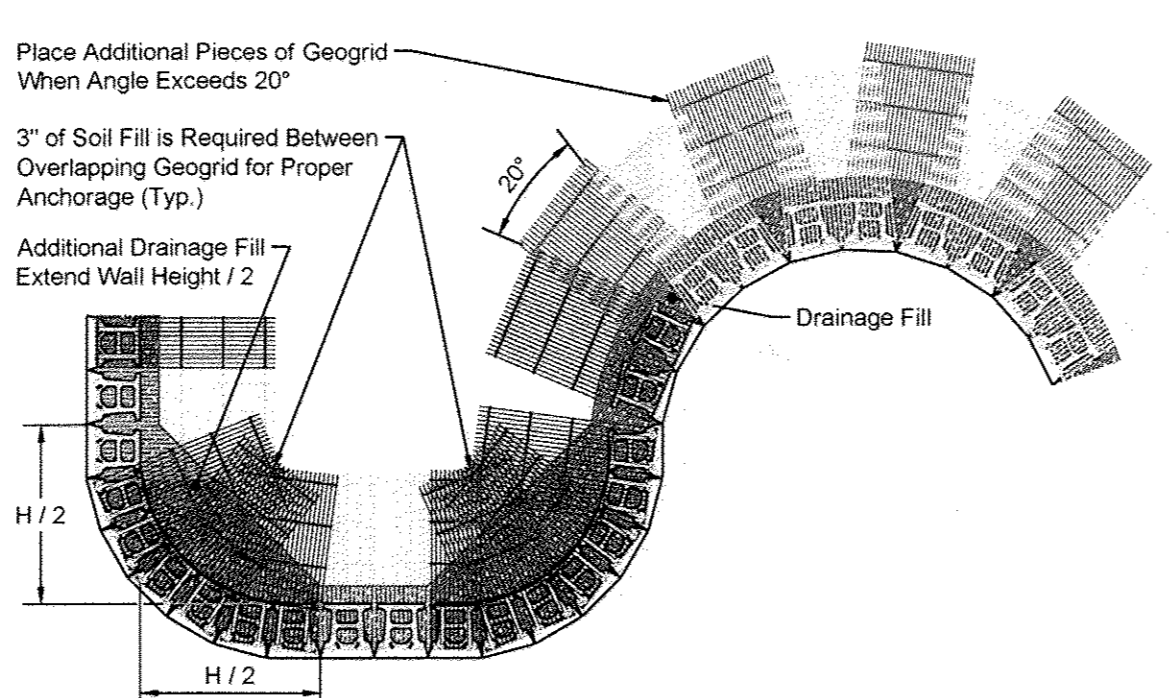 Place Additional Pieces of Geogrid
When Angle Exceeds 20°
3" of Soil Fill is Required Between
Overlapping Geogrid for Proper
Anchorage (Typ.)
Additional Drainage Fill
Extend Wall Height / 2
20°
Drainage Fill
H / 2
H / 2